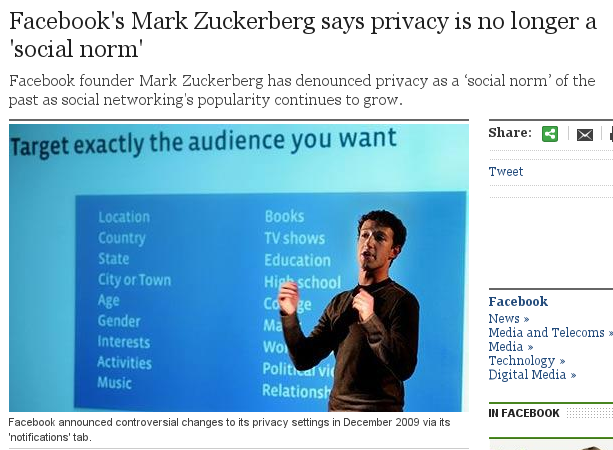 Facebook's Mark Zuckerberg says privacy is no longer a
'social norm'
Facebook founder Mark Zuckerberg has denounced privacy as a ‘social norm’ of the
past as social networking's popularity continues to grow.
Target exactly the audience you want
Location
Country
State
City or Town
Age
Gender
Interests
Activities
Music
Books
TV shows
Education
High school
Share:
Tweet
Facebook
News »
Media and Telecoms »
Media »
Technology »
Digital Media »
IN FACEBOOK
Facebook announced controversial changes to its privacy settings in December 2009 via its
'notifications' tab.